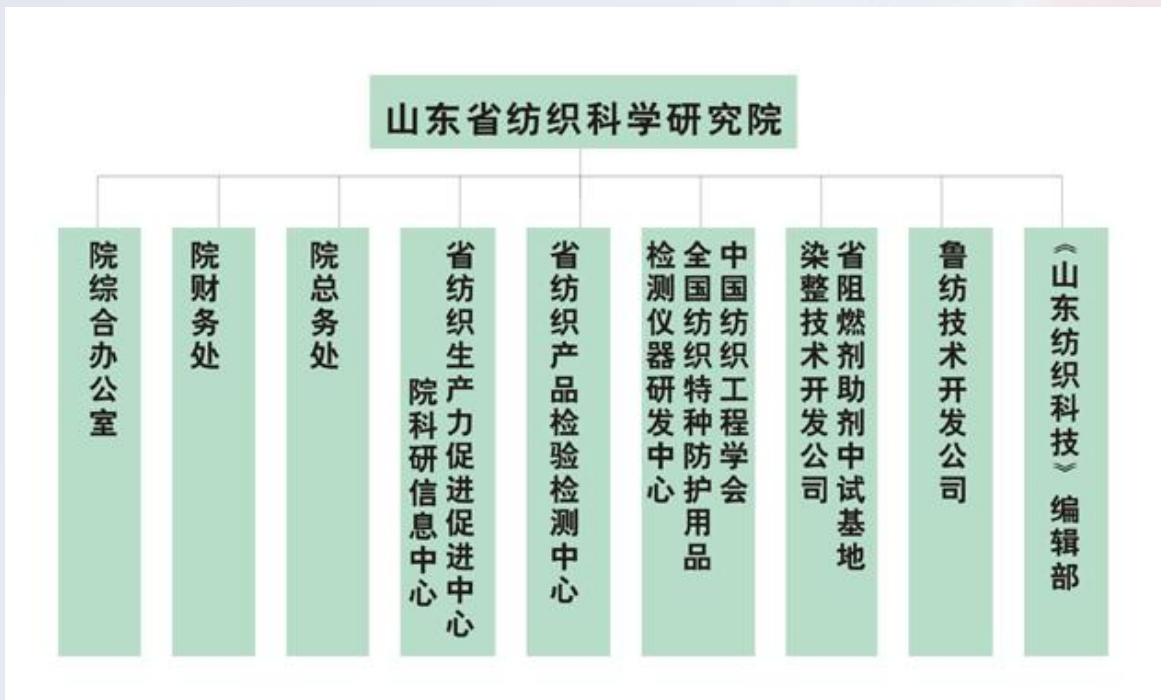 山东省纺织科学研究院
院综合办公室
院财务处
院总务处
省纺织生产力促进促进中心
院科研信息中心
省纺织产品检验检测中心
中国纺织工程学会
全国纺织特种防护用品
检测仪器研发中心
省阻燃剂助剂中试基地
染整技术开发公司
鲁纺技术开发公司
《山东纺织科技》编辑部